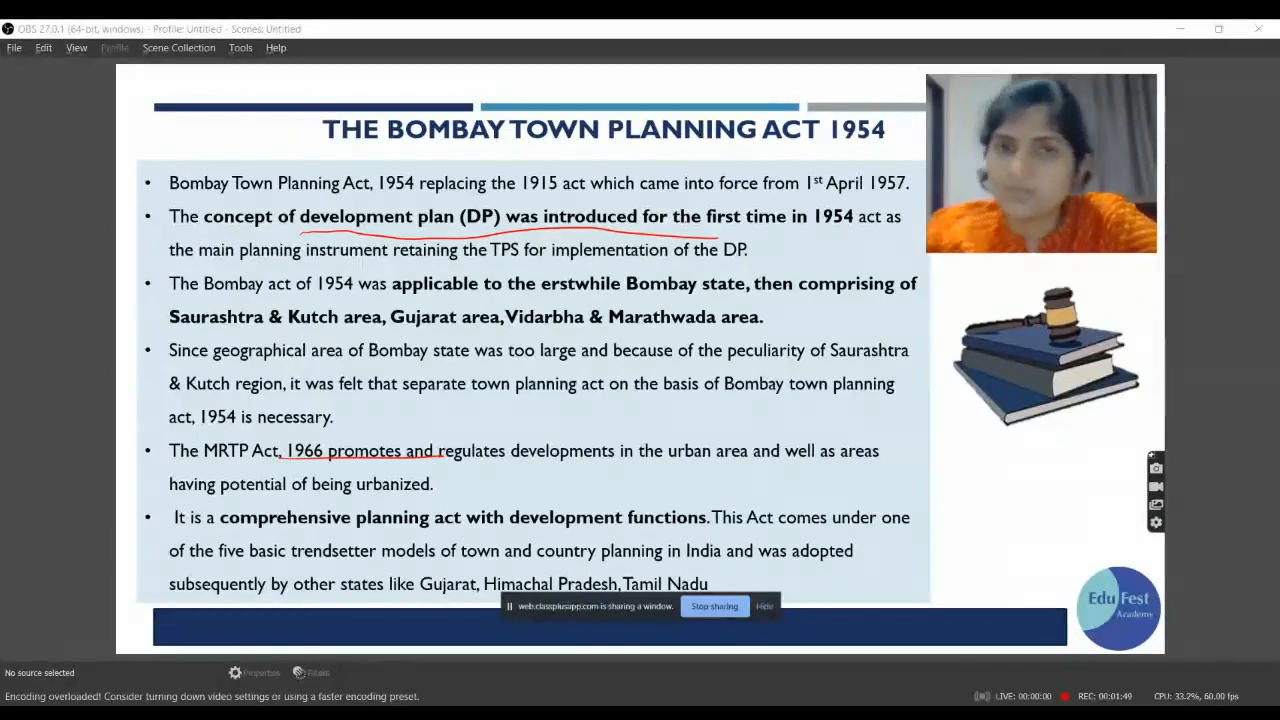 OBS 27.0.1 (64-bit, windows) - Profile: Untitled - Scenes: Untitled
File Edit View Profile Scene Collection Tools Help
THE BOMBAY TOWN PLANNING ACT 1954
• Bombay Town Planning Act, 1954 replacing the 1915 act which came into force from 1st April 1957.
• The concept of development plan (DP) was introduced for the first time in 1954 act as
the main planning instrument retaining the TPS for implementation of the DP.
• The Bombay act of 1954 was applicable to the erstwhile Bombay state, then comprising of
Saurashtra & Kutch area, Gujarat area, Vidarbha & Marathwada area.
• Since geographical area of Bombay state was too large and because of the peculiarity of Saurashtra
& Kutch region, it was felt that separate town planning act on the basis of Bombay town planning
act, 1954 is necessary.
• The MRTP Act, 1966 promotes and regulates developments in the urban area and well as areas
having potential of being urbanized.
• It is a comprehensive planning act with development functions. This Act comes under one
of the five basic trendsetter models of town and country planning in India and was adopted
subsequently by other states like Gujarat, Himachal Pradesh, Tamil Nadu
web.classplusapp.com is sharing a window. Stop sharing Hide
Edu Fest
Academy
No source selected Properties Filters
Encoding overloaded! Consider turning down video settings or using a faster encoding preset. LIVE: 00:00:00 REC: 00:01:49 CPU: 33.2%, 60.00 fps